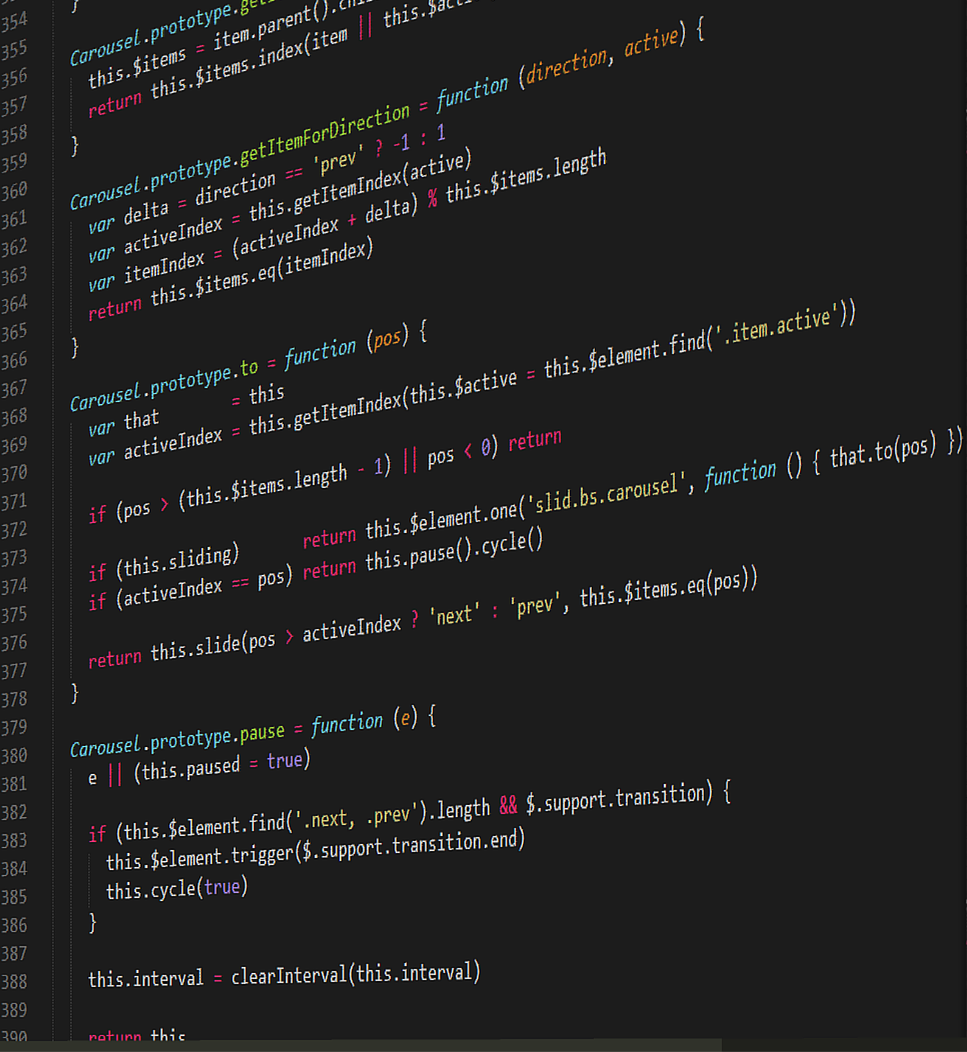 354 }
355
356 Carousel.prototype.
357 this.$items = item.parent().
358 return this.$items.index(item || this.
359 }
360
361 Carousel.prototype.getItemForDirection = function (direction, active) {
362 var delta = direction == 'prev' ? -1 : 1
363 var activeIndex = this.getItemIndex(active)
364 var itemIndex = (activeIndex + delta) % this.$items.length
365 return this.$items.eq(itemIndex)
366 }
367
368 Carousel.prototype.to = function (pos) {
369 var that = this
370 var activeIndex = this.getItemIndex(this.$active = this.$element.find('.item.active'))
371
372 if (pos > (this.$items.length - 1) || pos < 0) return
373
374 if (this.sliding) return this.$element.one('slid.bs.carousel', function () { that.to(pos) })
375 if (activeIndex == pos) return this.pause().cycle()
376
377 return this.slide(pos > activeIndex ? 'next' : 'prev', this.$items.eq(pos))
378 }
379
380 Carousel.prototype.pause = function (e) {
381 e || (this.paused = true)
382
383 if (this.$element.find('.next, .prev').length && $.support.transition) {
384 this.$element.trigger($.support.transition.end)
385 this.cycle(true)
386 }
387
388 this.interval = clearInterval(this.interval)
389
390 return this